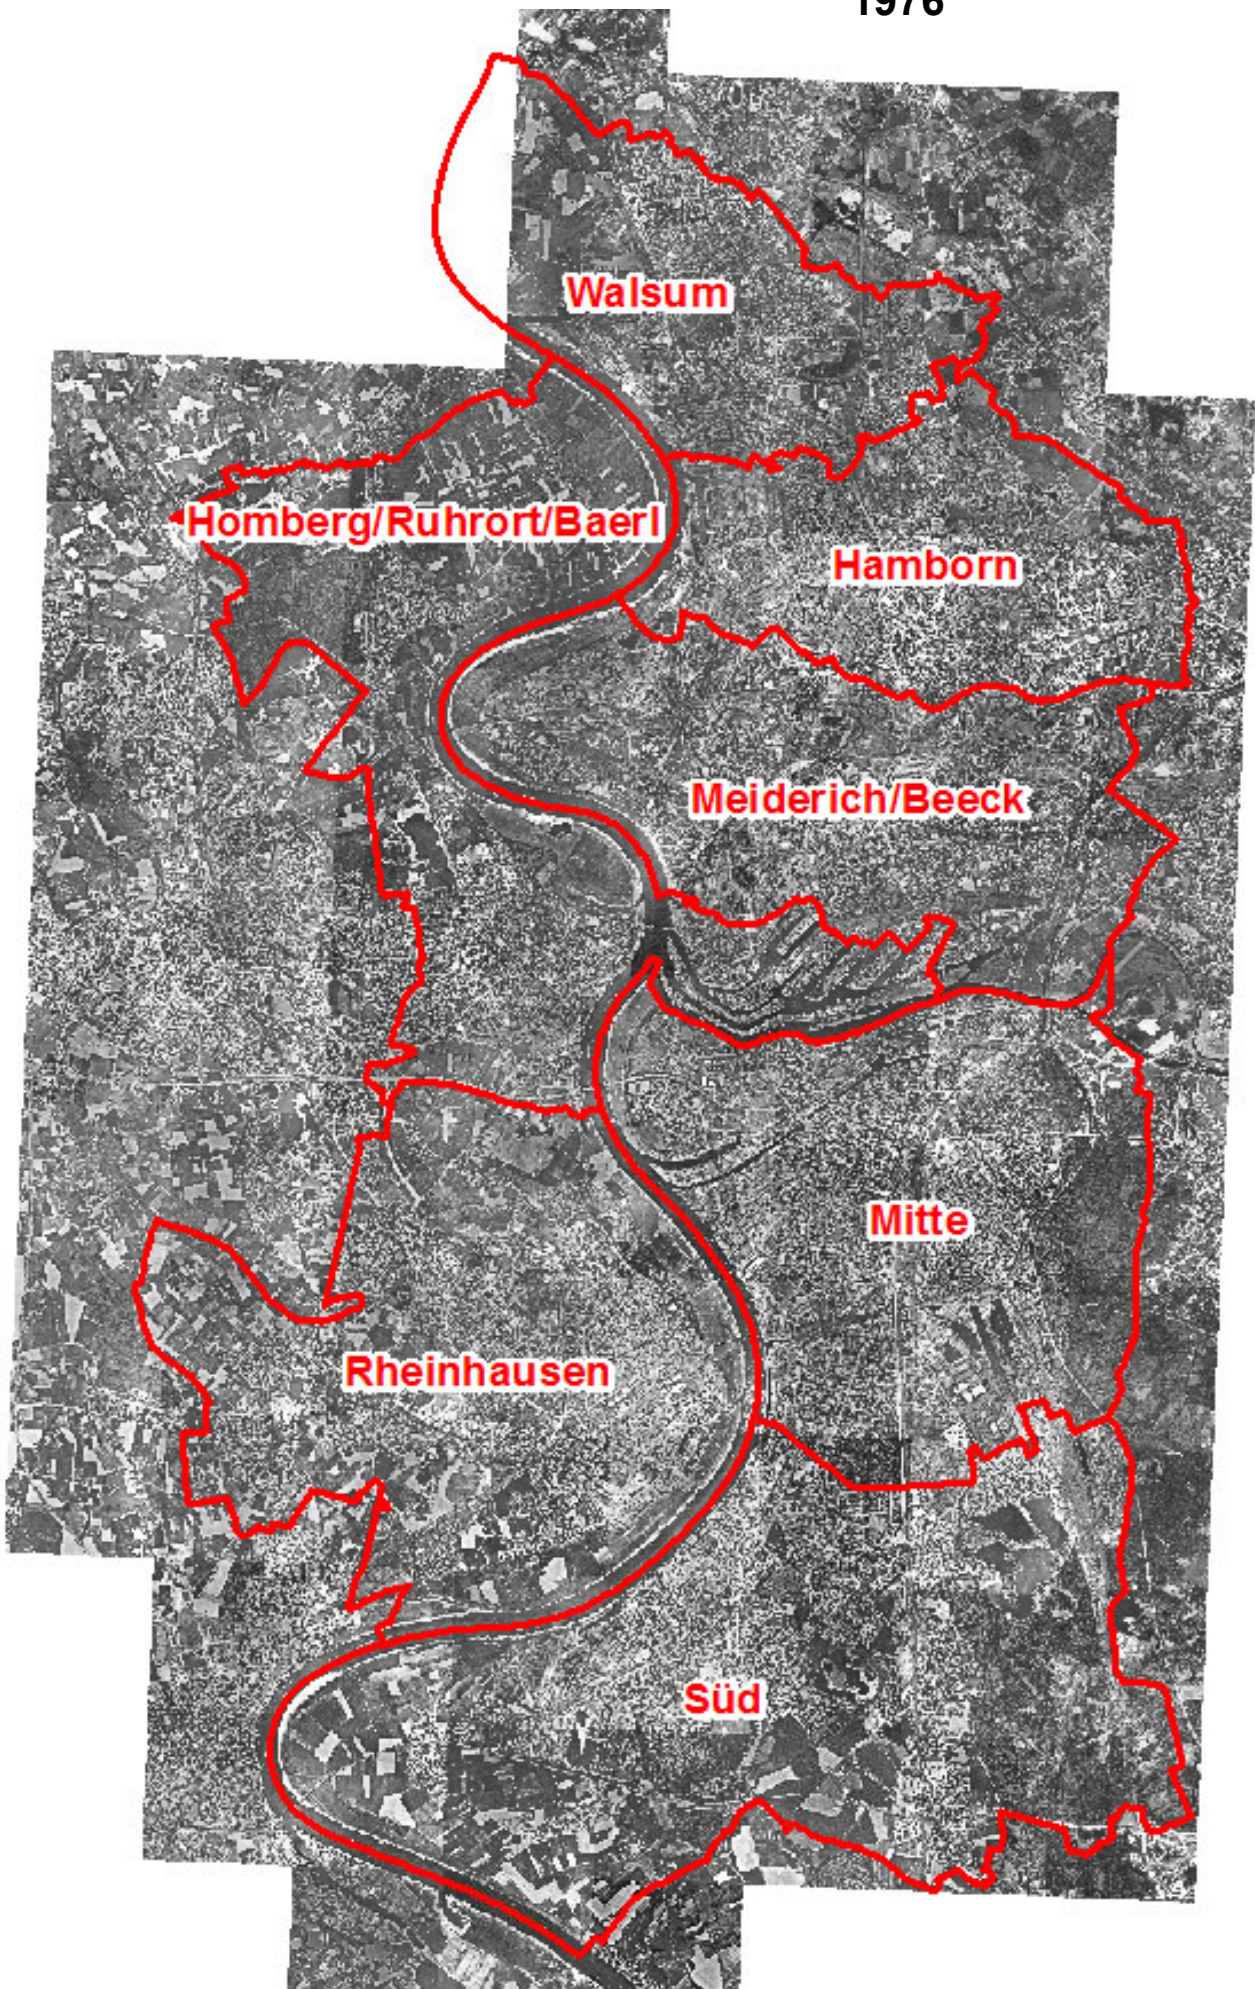 1976
Walsum
Homberg/Ruhrort/Baerl
Hamborn
Meiderich/Beeck
Mitte
Rheinhausen
Süd